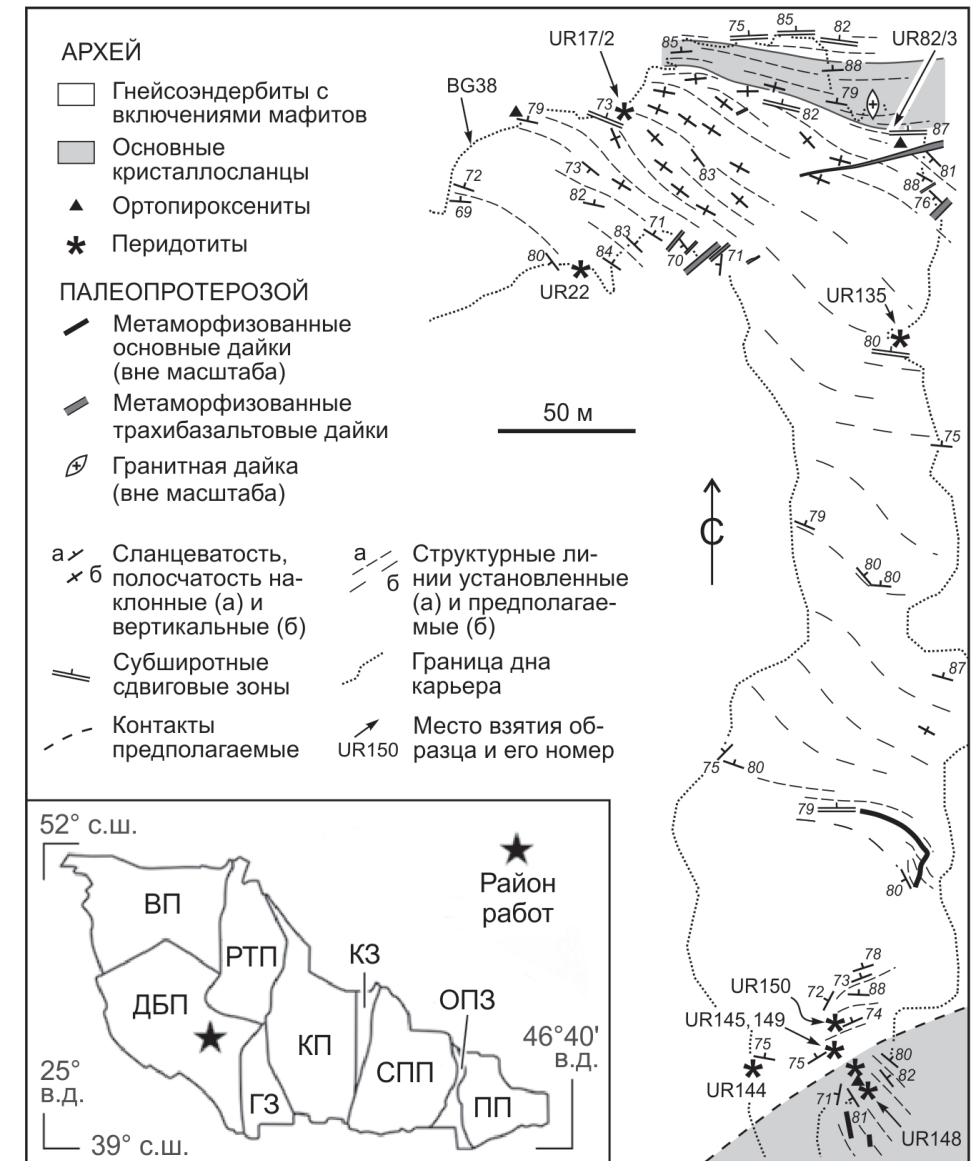 АРХЕЙ
Гнейсоэндербиты с
включениями мафитов
Основные
кристаллосланцы
Ортопироксениты
Перидотиты
ПАЛЕОПРОТЕРОЗОЙ
Метаморфизованные
основные дайки
(вне масштаба)
Метаморфизованные
трахибазальтовые дайки
Гранитная дайка
(вне масштаба)
а
б
Сланцеватость,
полосчатость на-
клонные (а) и
вертикальные (б)
Субширотные
сдвиговые зоны
Контакты
предполагаемые
а
б
Структурные ли-
нии установленные
(а) и предполагае-
мые (б)
Граница дна
карьера
UR150
Место взятия об-
разца и его номер
75
85
82
UR17/2
UR82/3
85
88
BG38
79
79
73
82
87
72
73
83
81
69
82
88
76
71
83
80
84
70
71
UR22
UR135
80
50 м
75
С
79
80
80
87
75
80
79
80
78
73
72
88
UR150
74
UR145,149
75
75
80
UR144
82
71
81
UR148
52° с.ш.
Район
работ
ВП
РТП
КЗ
ДБП
ОПЗ
КП
46°40'
в.д.
СПП
25°
в.д.
ГЗ
ПП
39° с.ш.